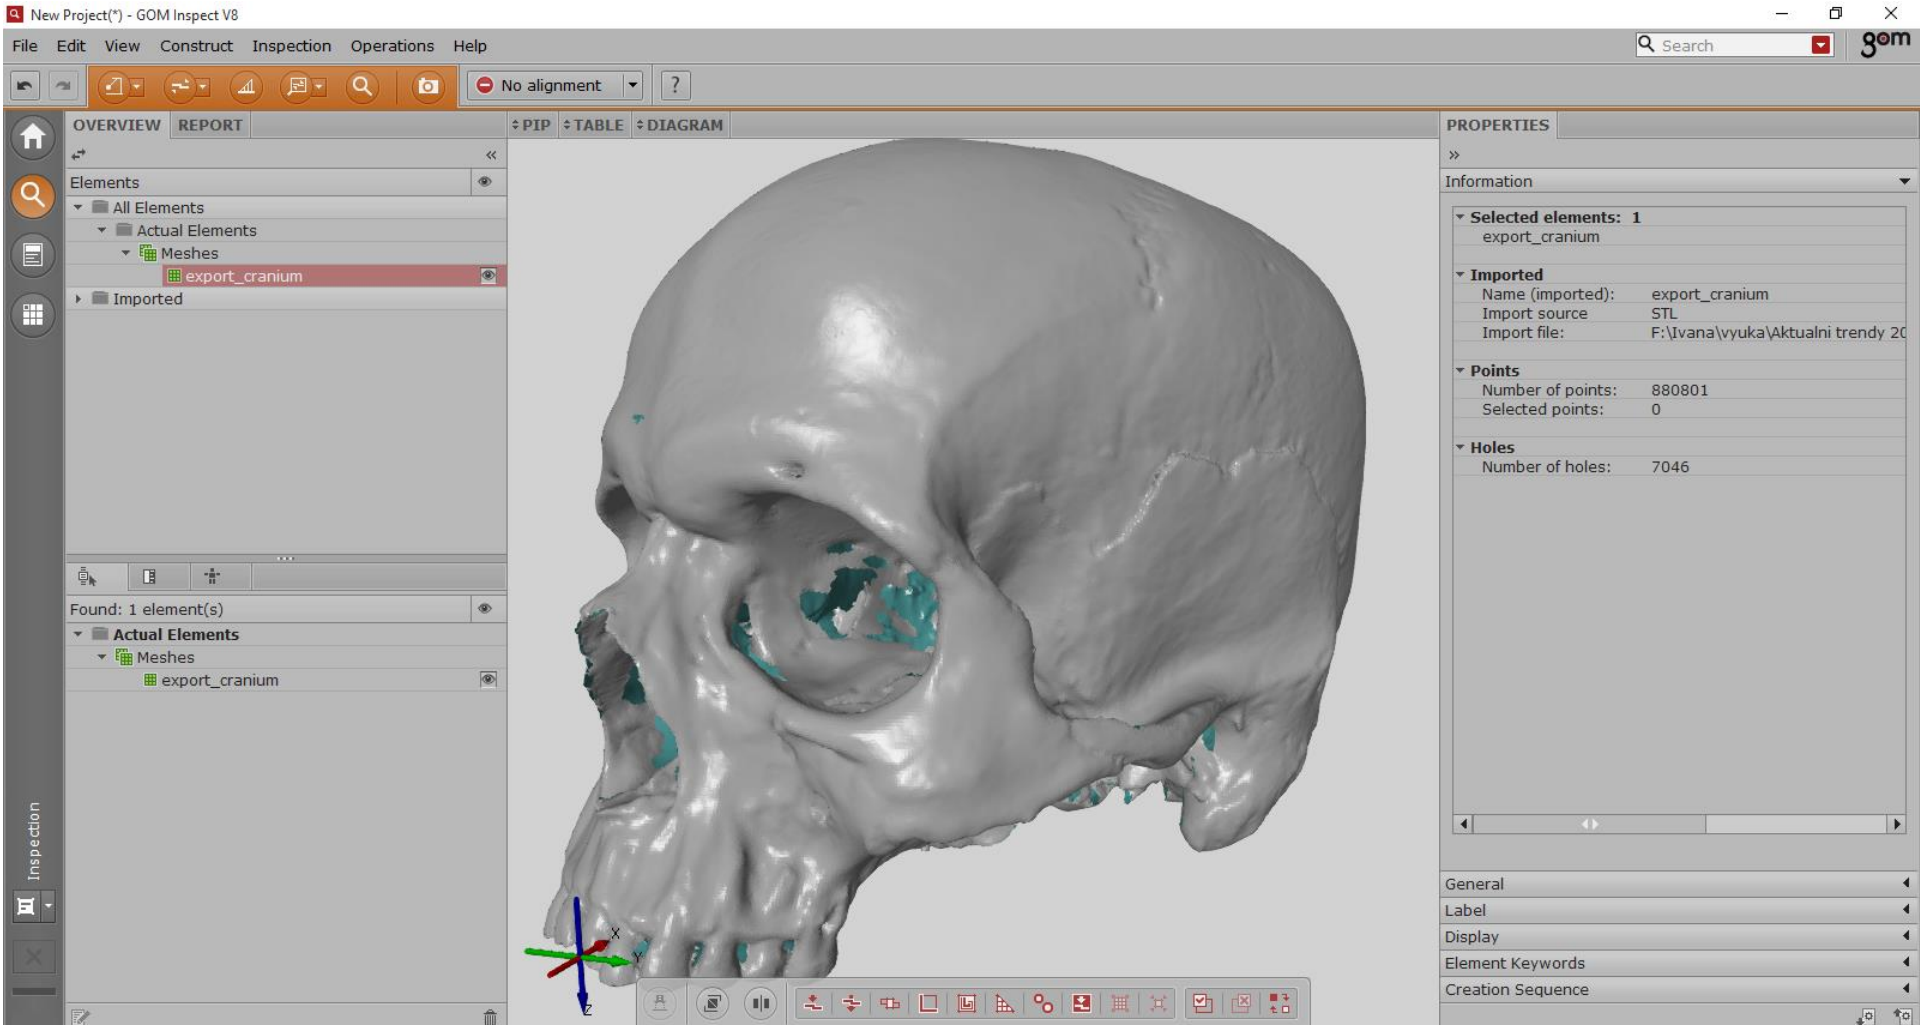 New Project(*) - GOM Inspect V8
File Edit View Construct Inspection Operations Help
Search
gom
No alignment
?
OVERVIEW REPORT
PIP TABLE DIAGRAM
PROPERTIES
Elements
Information
All Elements
Actual Elements
Meshes
export_cranium
Imported
Selected elements: 1
export_cranium
Imported
Name (imported): export_cranium
Import source STL
Import file: F:\Ivana\vyuka\Aktualni trendy 20
Points
Number of points: 880801
Selected points: 0
Holes
Number of holes: 7046
Found: 1 element(s)
Actual Elements
Meshes
export_cranium
Inspection
X
Y
Z
General
Label
Display
Element Keywords
Creation Sequence